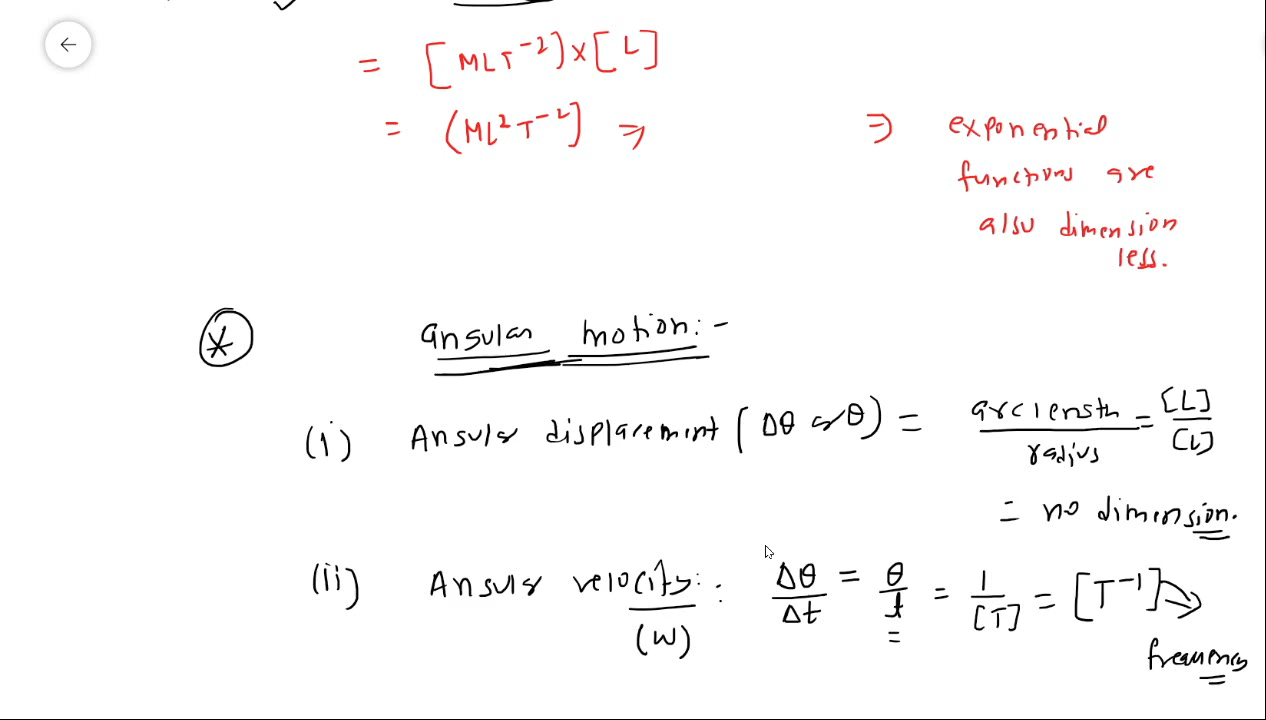 = [MLT⁻²] × [L]
= (ML²T⁻²] ⇒
⇒ exponential
functions are
also dimension
less.
* angular motion: -
(i) Angular displacement (Δθ or θ) = arc length / radius = [L] / [L]
= no dimension.
(ii) Angular velocity: (W) : Δθ / Δt = θ / t = 1 / [T] = [T⁻¹] →
frequency